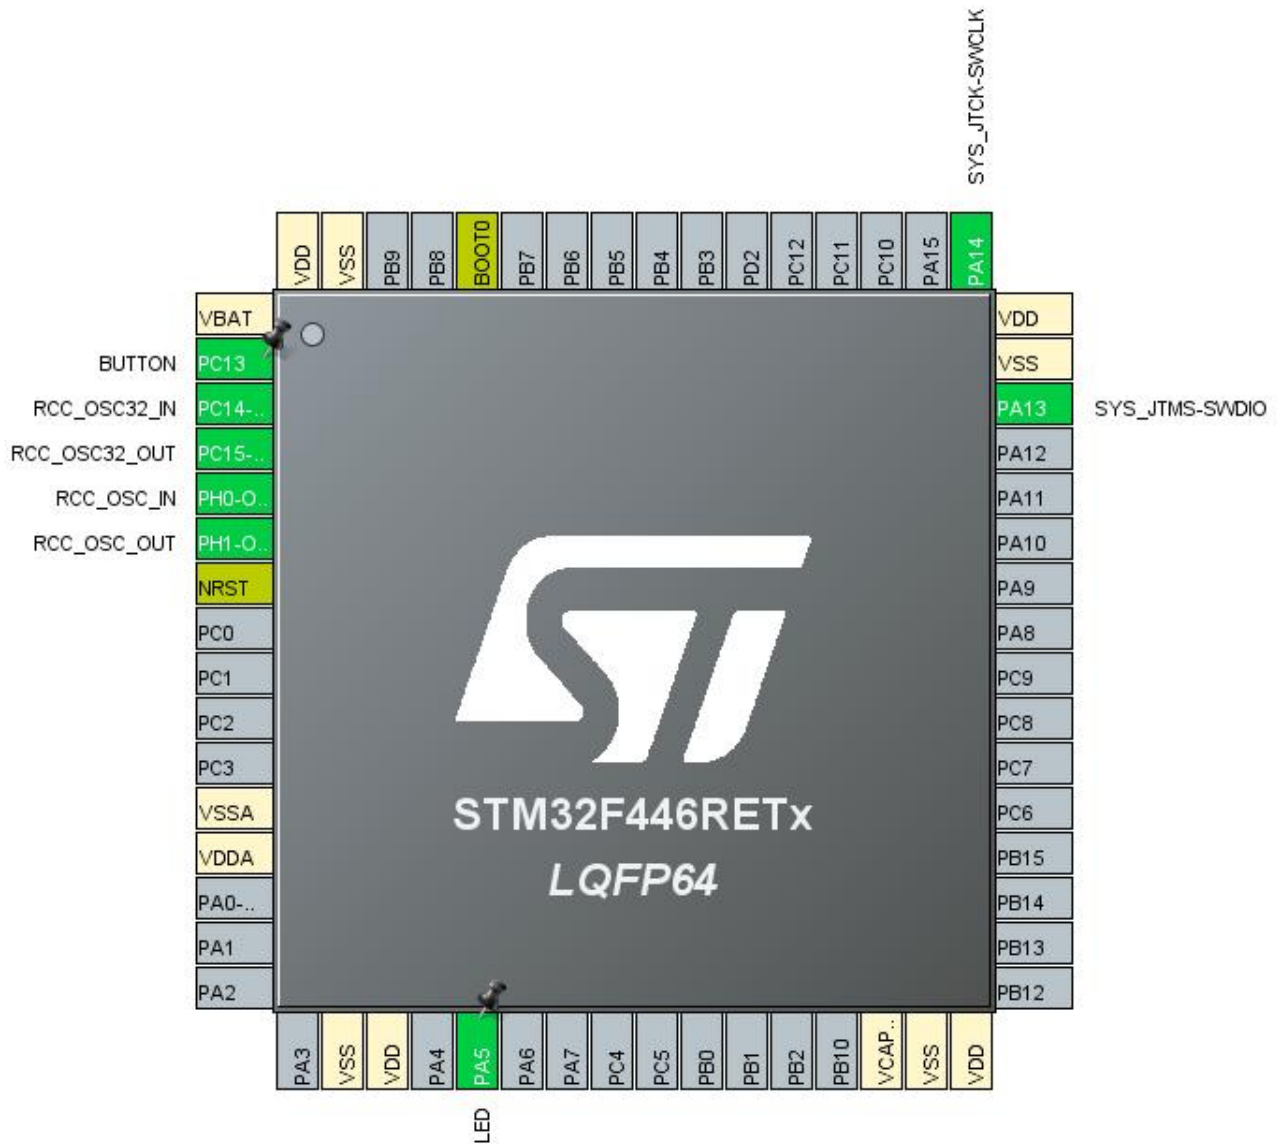 SYS_JTCK-SWCLK
VDD
VSS
PB9
PB8
BOOT0
PB7
PB6
PB5
PB4
PB3
PD2
PC12
PC11
PC10
PA15
PA14
VBAT
BUTTON PC13
RCC_OSC32_IN PC14-..
RCC_OSC32_OUT PC15-..
RCC_OSC_IN PH0-O..
RCC_OSC_OUT PH1-O..
NRST
PC0
PC1
PC2
PC3
VSSA
VDDA
PA0-..
PA1
PA2
STM32F446RETx
LQFP64
VDD
VSS
PA13 SYS_JTMS-SWDIO
PA12
PA11
PA10
PA9
PA8
PC9
PC8
PC7
PC6
PB15
PB14
PB13
PB12
PA3
VSS
VDD
PA4
PA5
PA6
PA7
PC4
PC5
PB0
PB1
PB2
PB10
VCAP..
VSS
VDD
LED